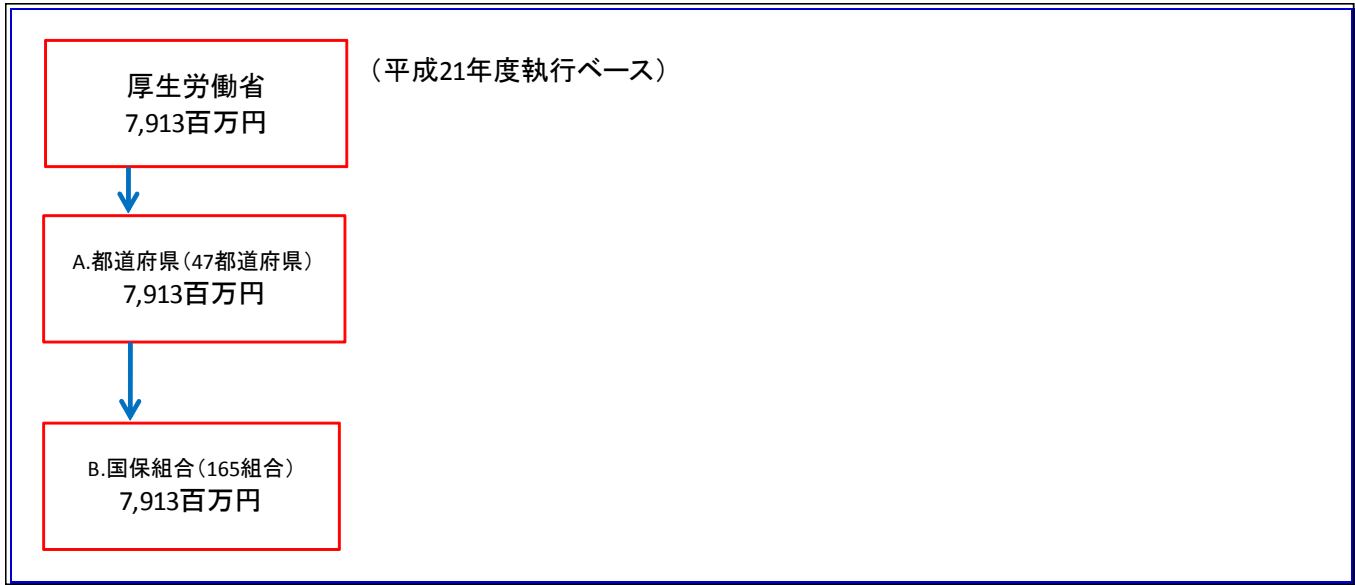 厚生労働省
7,913百万円
（平成21年度執行ベース）
A.都道府県（47都道府県）
7,913百万円
B.国保組合（165組合）
7,913百万円